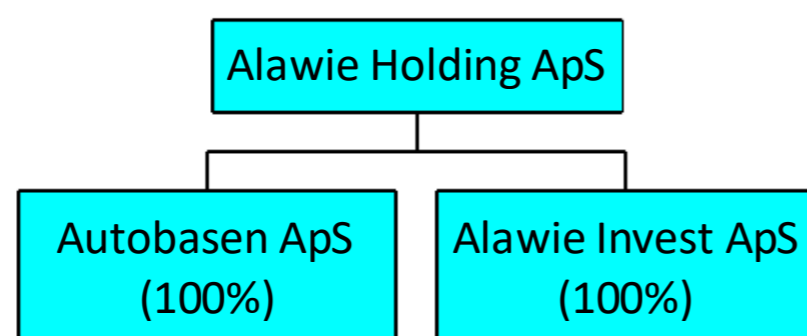 Alawie Holding ApS
Autobasen ApS
(100%)
Alawie Invest ApS
(100%)